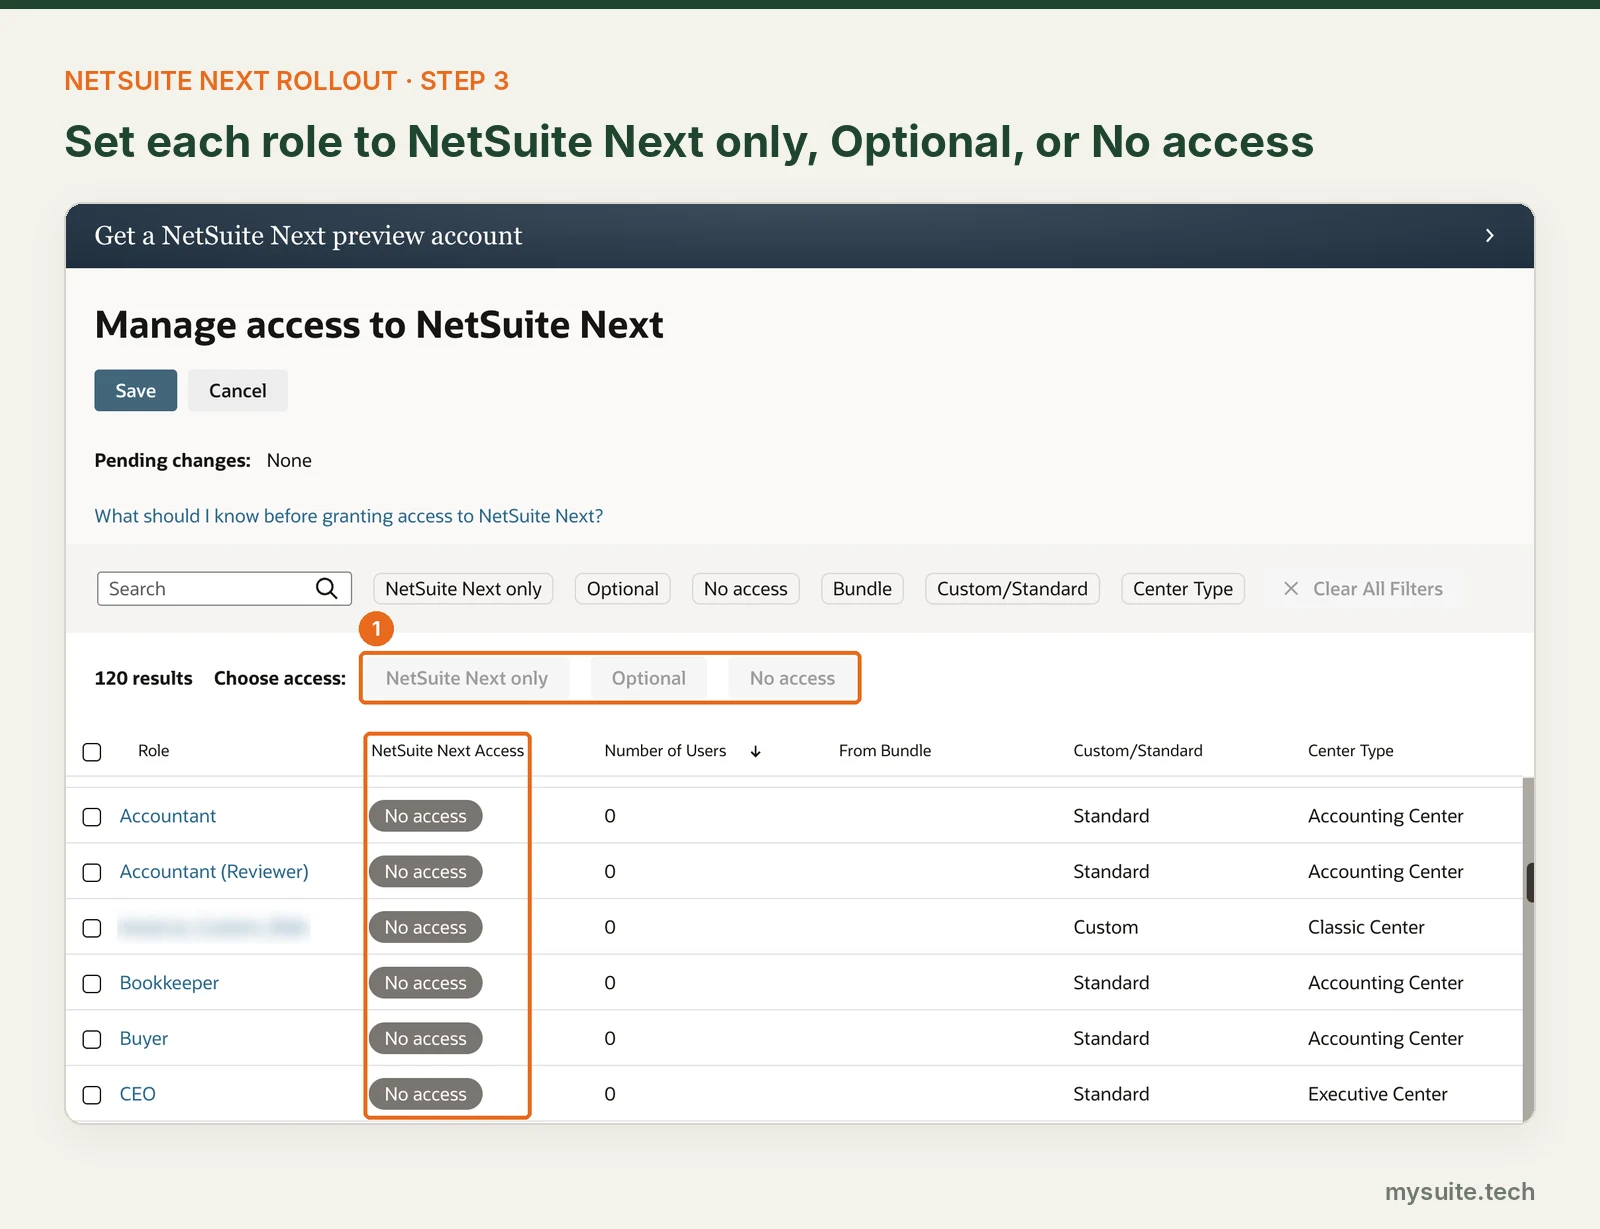 NETSUITE NEXT ROLLOUT · STEP 3
Set each role to NetSuite Next only, Optional, or No access
Get a NetSuite Next preview account
Manage access to NetSuite Next
Save Cancel
Pending changes: None
What should I know before granting access to NetSuite Next?
Search NetSuite Next only Optional No access Bundle Custom/Standard Center Type Clear All Filters
1
120 results Choose access: NetSuite Next only Optional No access
Role NetSuite Next Access Number of Users ↓ From Bundle Custom/Standard Center Type
Accountant No access 0 Standard Accounting Center
Accountant (Reviewer) No access 0 Standard Accounting Center
No access 0 Custom Classic Center
Bookkeeper No access 0 Standard Accounting Center
Buyer No access 0 Standard Accounting Center
CEO No access 0 Standard Executive Center
mysuite.tech